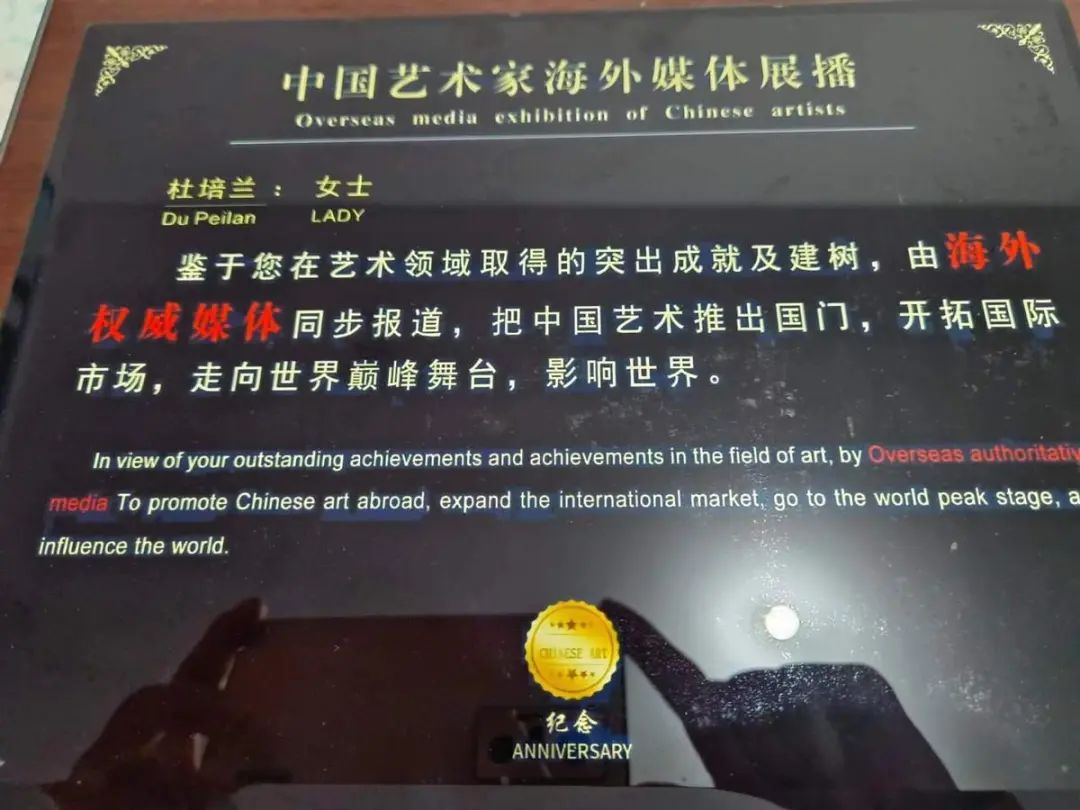 中国艺术家海外媒体展播
Overseas media exhibition of Chinese artists
杜培兰 : 女士
Du Peilan LADY
鉴于您在艺术领域取得的突出成就及建树，由海外
权威媒体同步报道，把中国艺术推出国门，开拓国际
市场，走向世界巅峰舞台，影响世界。
In view of your outstanding achievements and achievements in the field of art, by Overseas authoritativ
media To promote Chinese art abroad, expand the international market, go to the world peak stage, a
influence the world.
CHINESE ART
纪念
ANNIVERSARY